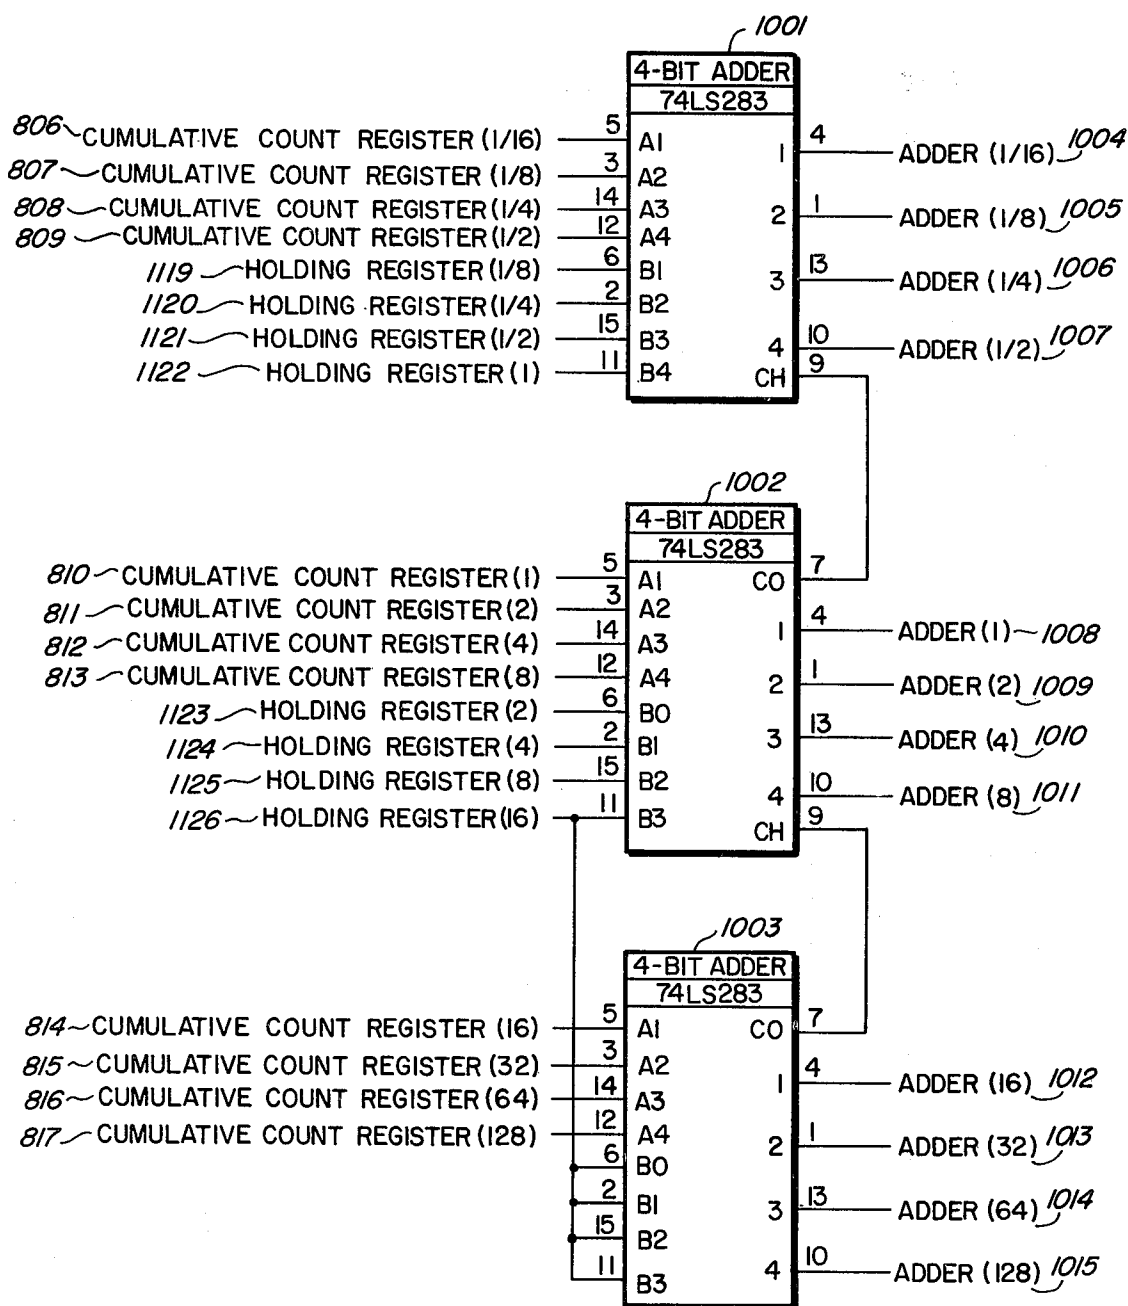 1001
4-BIT ADDER
74LS283
806 CUMULATIVE COUNT REGISTER (1/16) 5 A1 1 4 ADDER (1/16) 1004
807 CUMULATIVE COUNT REGISTER (1/8) 3 A2
808 CUMULATIVE COUNT REGISTER (1/4) 14 A3 2 1 ADDER (1/8) 1005
809 CUMULATIVE COUNT REGISTER (1/2) 12 A4
1119 HOLDING REGISTER (1/8) 6 B1 3 13 ADDER (1/4) 1006
1120 HOLDING REGISTER (1/4) 2 B2
1121 HOLDING REGISTER (1/2) 15 B3 4 10 ADDER (1/2) 1007
1122 HOLDING REGISTER (1) 11 B4 CH 9
1002
4-BIT ADDER
74LS283
810 CUMULATIVE COUNT REGISTER (1) 5 A1 CO 7
811 CUMULATIVE COUNT REGISTER (2) 3 A2 1 4 ADDER (1) 1008
812 CUMULATIVE COUNT REGISTER (4) 14 A3
813 CUMULATIVE COUNT REGISTER (8) 12 A4 2 1 ADDER (2) 1009
1123 HOLDING REGISTER (2) 6 B0
1124 HOLDING REGISTER (4) 2 B1 3 13 ADDER (4) 1010
1125 HOLDING REGISTER (8) 15 B2 4 10 ADDER (8) 1011
1126 HOLDING REGISTER (16) 11 B3 CH 9
1003
4-BIT ADDER
74LS283
814 CUMULATIVE COUNT REGISTER (16) 5 A1 CO 7
815 CUMULATIVE COUNT REGISTER (32) 3 A2 1 4 ADDER (16) 1012
816 CUMULATIVE COUNT REGISTER (64) 14 A3
817 CUMULATIVE COUNT REGISTER (128) 12 A4 2 1 ADDER (32) 1013
6 B0
2 B1 3 13 ADDER (64) 1014
15 B2
11 B3 4 10 ADDER (128) 1015